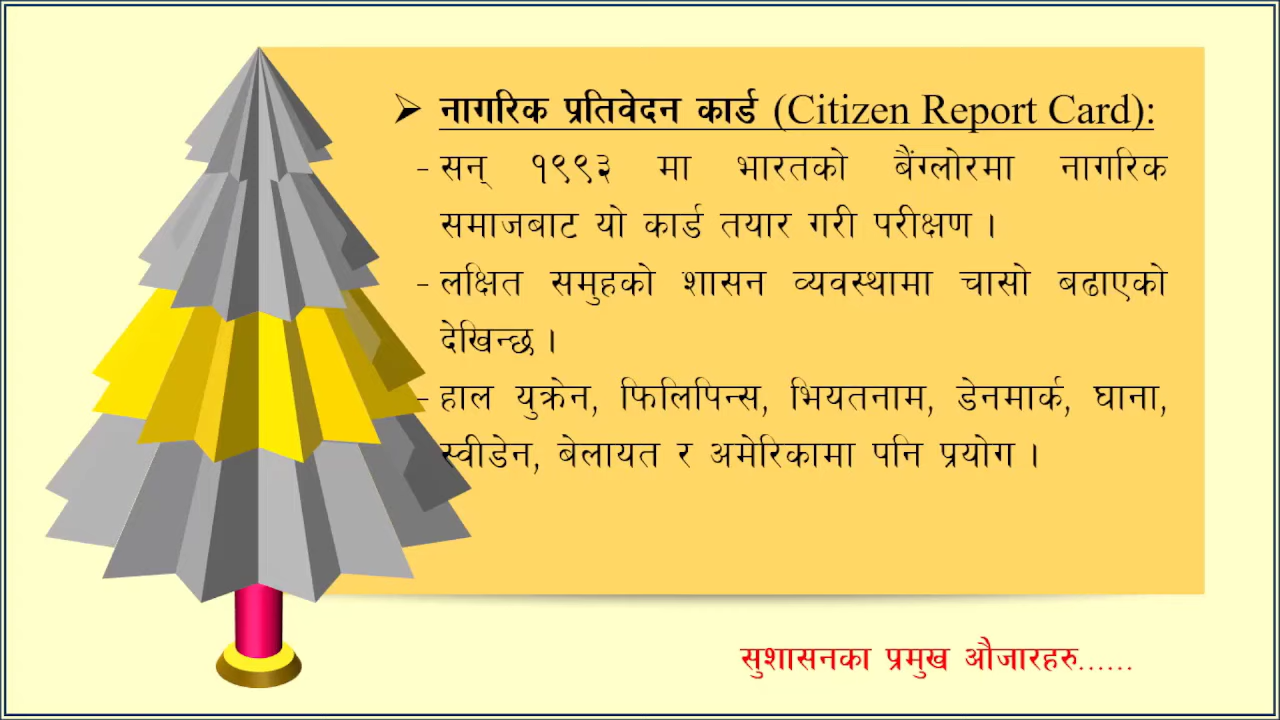 ➢ नागरिक प्रतिवेदन कार्ड (Citizen Report Card):
- सन् १९९३ मा भारतको बैंग्लोरमा नागरिक
समाजबाट यो कार्ड तयार गरी परीक्षण ।
- लक्षित समुहको शासन व्यवस्थामा चासो बढाएको
देखिन्छ ।
- हाल युक्रेन, फिलिपिन्स, भियतनाम, डेनमार्क, घाना,
स्वीडेन, बेलायत र अमेरिकामा पनि प्रयोग ।
सुशासनका प्रमुख औजारहरु......